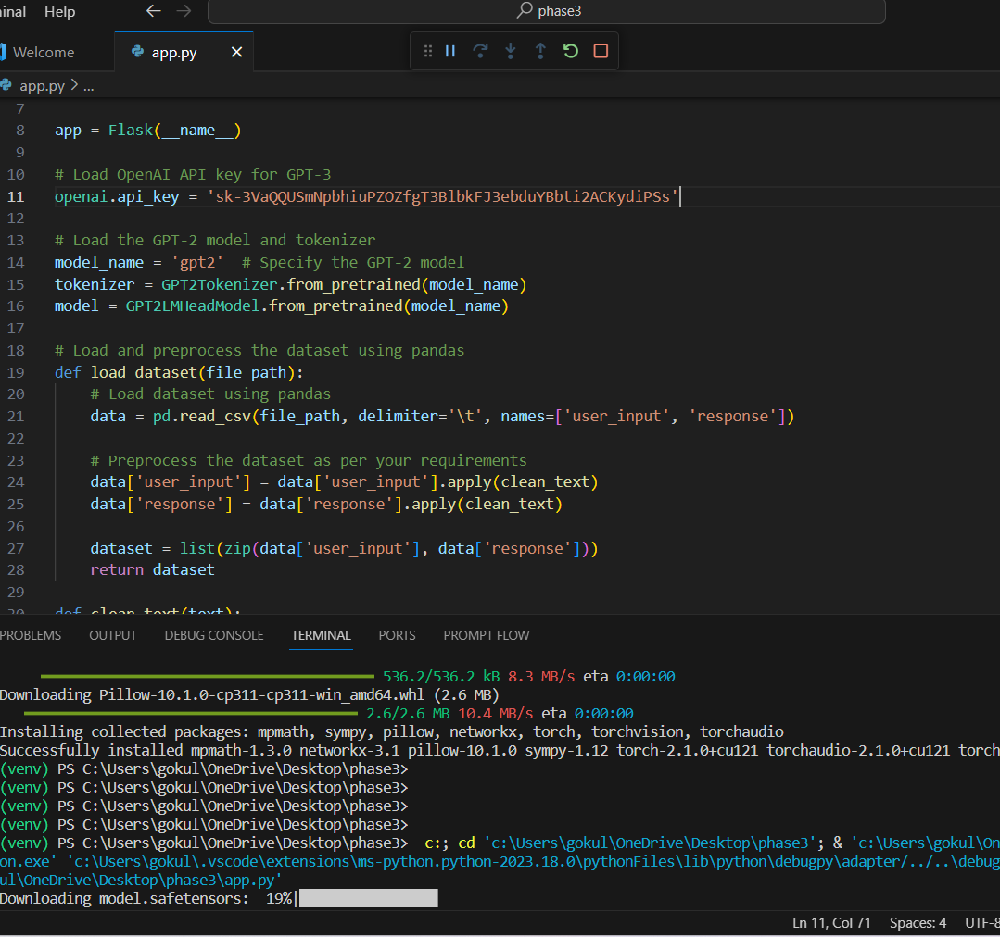 inal Help phase3
Welcome app.py
app.py > ...
7
8 app = Flask(__name__)
9
10 # Load OpenAI API key for GPT-3
11 openai.api_key = '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'
12
13 # Load the GPT-2 model and tokenizer
14 model_name = 'gpt2'  # Specify the GPT-2 model
15 tokenizer = GPT2Tokenizer.from_pretrained(model_name)
16 model = GPT2LMHeadModel.from_pretrained(model_name)
17
18 # Load and preprocess the dataset using pandas
19 def load_dataset(file_path):
20     # Load dataset using pandas
21     data = pd.read_csv(file_path, delimiter='\t', names=['user_input', 'response'])
22
23     # Preprocess the dataset as per your requirements
24     data['user_input'] = data['user_input'].apply(clean_text)
25     data['response'] = data['response'].apply(clean_text)
26
27     dataset = list(zip(data['user_input'], data['response']))
28     return dataset
29
30 def clean_text(text):
PROBLEMS OUTPUT DEBUG CONSOLE TERMINAL PORTS PROMPT FLOW
536.2/536.2 kB 8.3 MB/s eta 0:00:00
Downloading Pillow-10.1.0-cp311-cp311-win_amd64.whl (2.6 MB)
2.6/2.6 MB 10.4 MB/s eta 0:00:00
Installing collected packages: mpmath, sympy, pillow, networkx, torch, torchvision, torchaudio
Successfully installed mpmath-1.3.0 networkx-3.1 pillow-10.1.0 sympy-1.12 torch-2.1.0+cu121 torchaudio-2.1.0+cu121 torch
(venv) PS C:\Users\gokul\OneDrive\Desktop\phase3>
(venv) PS C:\Users\gokul\OneDrive\Desktop\phase3>
(venv) PS C:\Users\gokul\OneDrive\Desktop\phase3>
(venv) PS C:\Users\gokul\OneDrive\Desktop\phase3>
(venv) PS C:\Users\gokul\OneDrive\Desktop\phase3>  c:; cd 'c:\Users\gokul\OneDrive\Desktop\phase3'; & 'c:\Users\gokul\On
on.exe' 'c:\Users\gokul\.vscode\extensions\ms-python.python-2023.18.0\pythonFiles\lib\python\debugpy\adapter/../..\debug
ul\OneDrive\Desktop\phase3\app.py'
Downloading model.safetensors:  19%|
Ln 11, Col 71 Spaces: 4 UTF-8